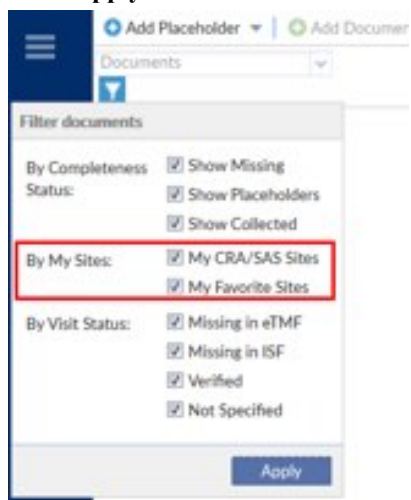 Add Placeholder Add Documen
Documents
Filter documents
By Completeness Status:
Show Missing
Show Placeholders
Show Collected
By My Sites:
My CRA/SAS Sites
My Favorite Sites
By Visit Status:
Missing in eTMF
Missing in ISF
Verified
Not Specified
Apply